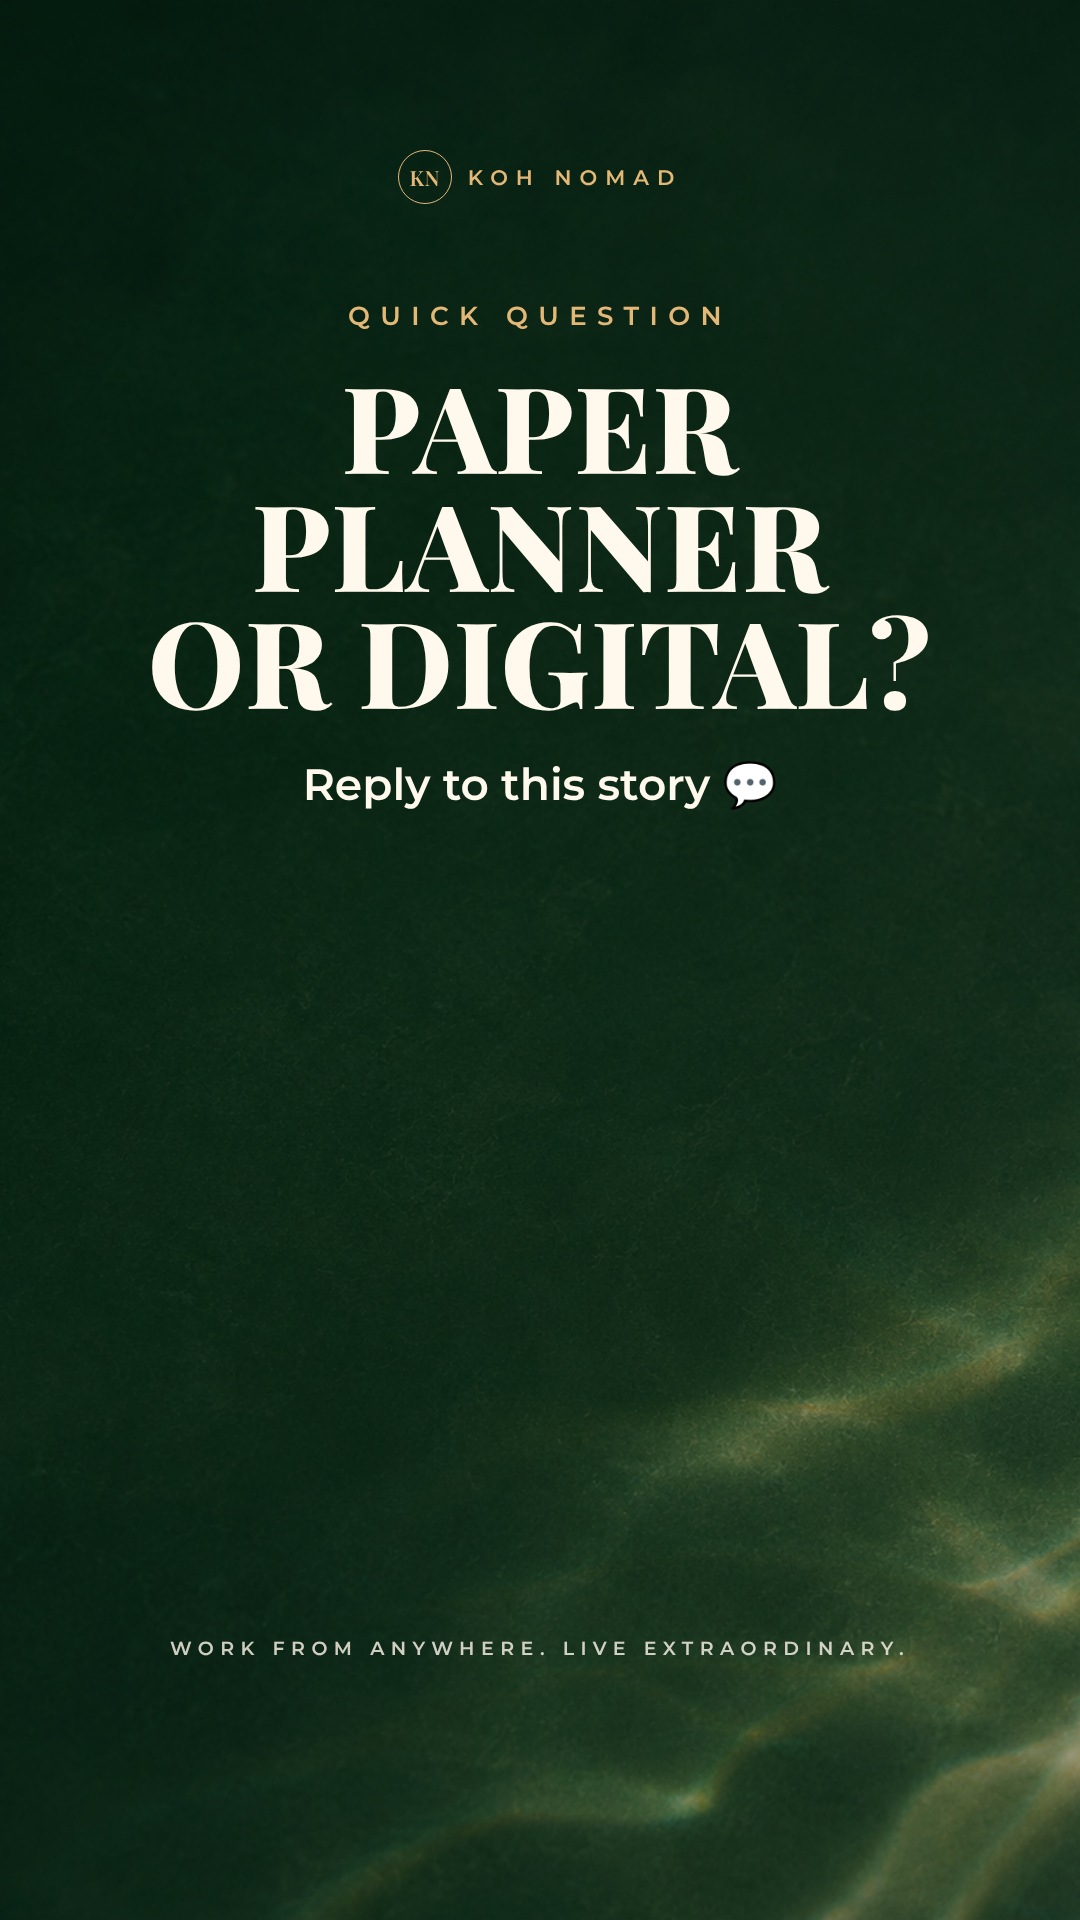 KN KOH NOMAD
QUICK QUESTION
PAPER
PLANNER
OR DIGITAL?
Reply to this story 💬
WORK FROM ANYWHERE. LIVE EXTRAORDINARY.